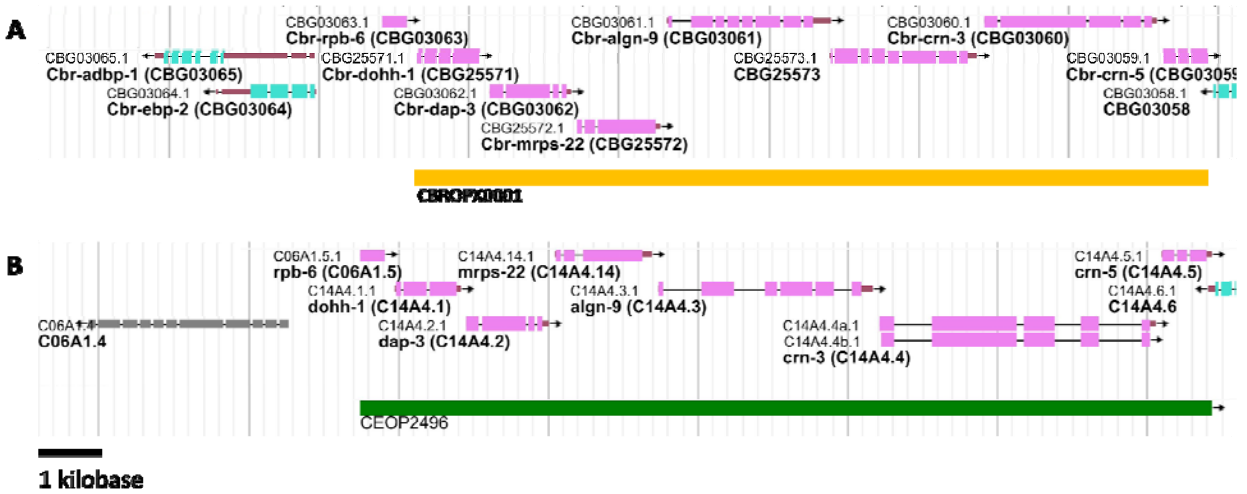 A
CBG03063.1
Cbr-rpb-6 (CBG03063)
CBG03061.1
Cbr-algn-9 (CBG03061)
CBG03060.1
Cbr-crn-3 (CBG03060)
CBG03065.1
Cbr-adbp-1 (CBG03065)
CBG25571.1
Cbr-dohh-1 (CBG25571)
CBG25573.1
CBG25573
CBG03059.1
Cbr-crn-5 (CBG03059
CBG03064.1
Cbr-ebp-2 (CBG03064)
CBG03062.1
Cbr-dap-3 (CBG03062)
CBG03058.1
CBG03058
CBG25572.1
Cbr-mrps-22 (CBG25572)
B
C06A1.5.1
rpb-6 (C06A1.5)
C14A4.14.1
mrps-22 (C14A4.14)
C14A4.5.1
crn-5 (C14A4.5)
C14A4.1.1
dohh-1 (C14A4.1)
C14A4.3.1
algn-9 (C14A4.3)
C14A4.6.1
C14A4.6
C06A1.4
C06A1.4
C14A4.2.1
dap-3 (C14A4.2)
C14A4.4a.1
C14A4.4b.1
crn-3 (C14A4.4)
CEOP2496
1 kilobase